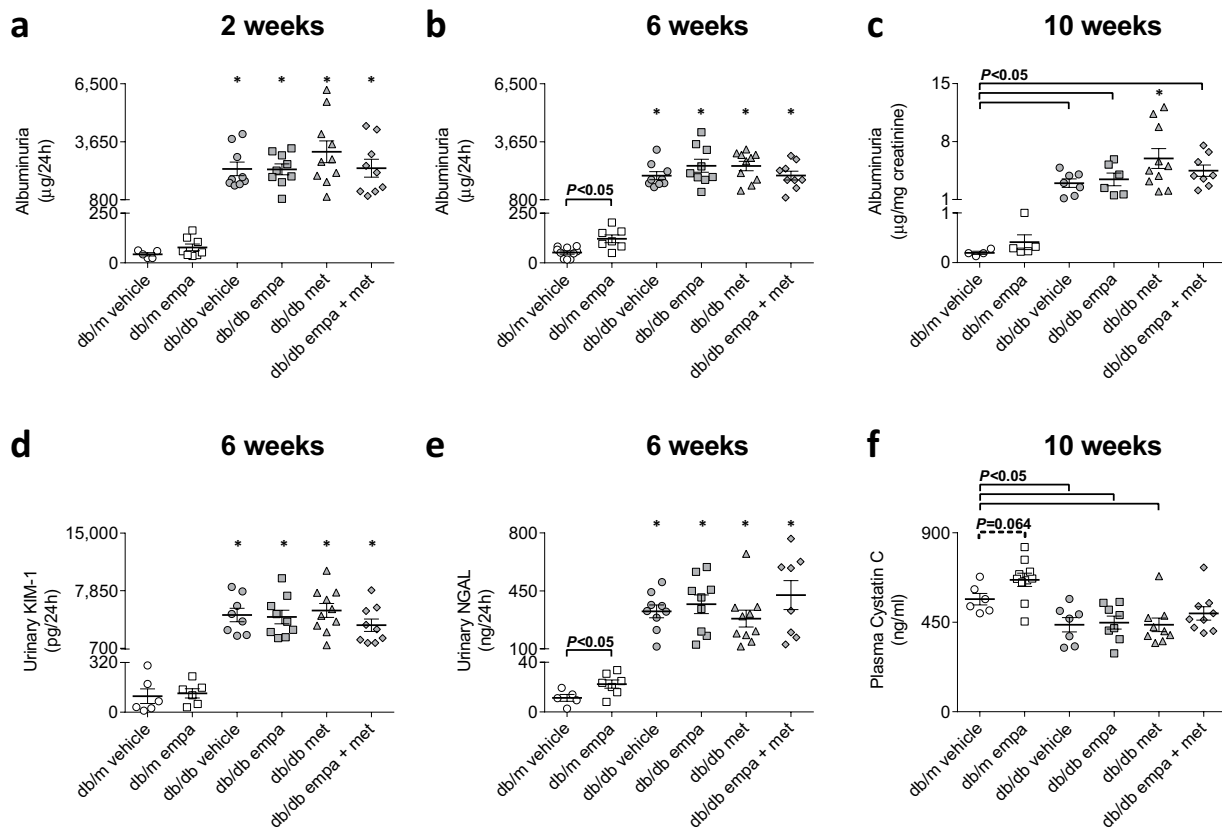 a
2 weeks
Albuminuria
(µg/24h)
6,500
3,650
800
250
0
* * * *
db/m vehicle
db/m empa
db/db vehicle
db/db empa
db/db met
db/db empa + met
b
6 weeks
Albuminuria
(µg/24h)
6,500
3,650
800
250
0
P<0.05
* * * *
db/m vehicle
db/m empa
db/db vehicle
db/db empa
db/db met
db/db empa + met
c
10 weeks
Albuminuria
(µg/mg creatinine)
15
8
1
1
0
P<0.05
*
db/m vehicle
db/m empa
db/db vehicle
db/db empa
db/db met
db/db empa + met
d
6 weeks
Urinary KIM-1
(pg/24h)
15,000
7,850
700
320
0
* * * *
db/m vehicle
db/m empa
db/db vehicle
db/db empa
db/db met
db/db empa + met
e
6 weeks
Urinary NGAL
(ng/24h)
800
450
100
40
0
P<0.05
* * * *
db/m vehicle
db/m empa
db/db vehicle
db/db empa
db/db met
db/db empa + met
f
10 weeks
Plasma Cystatin C
(ng/ml)
900
450
0
P<0.05
P=0.064
db/m vehicle
db/m empa
db/db vehicle
db/db empa
db/db met
db/db empa + met